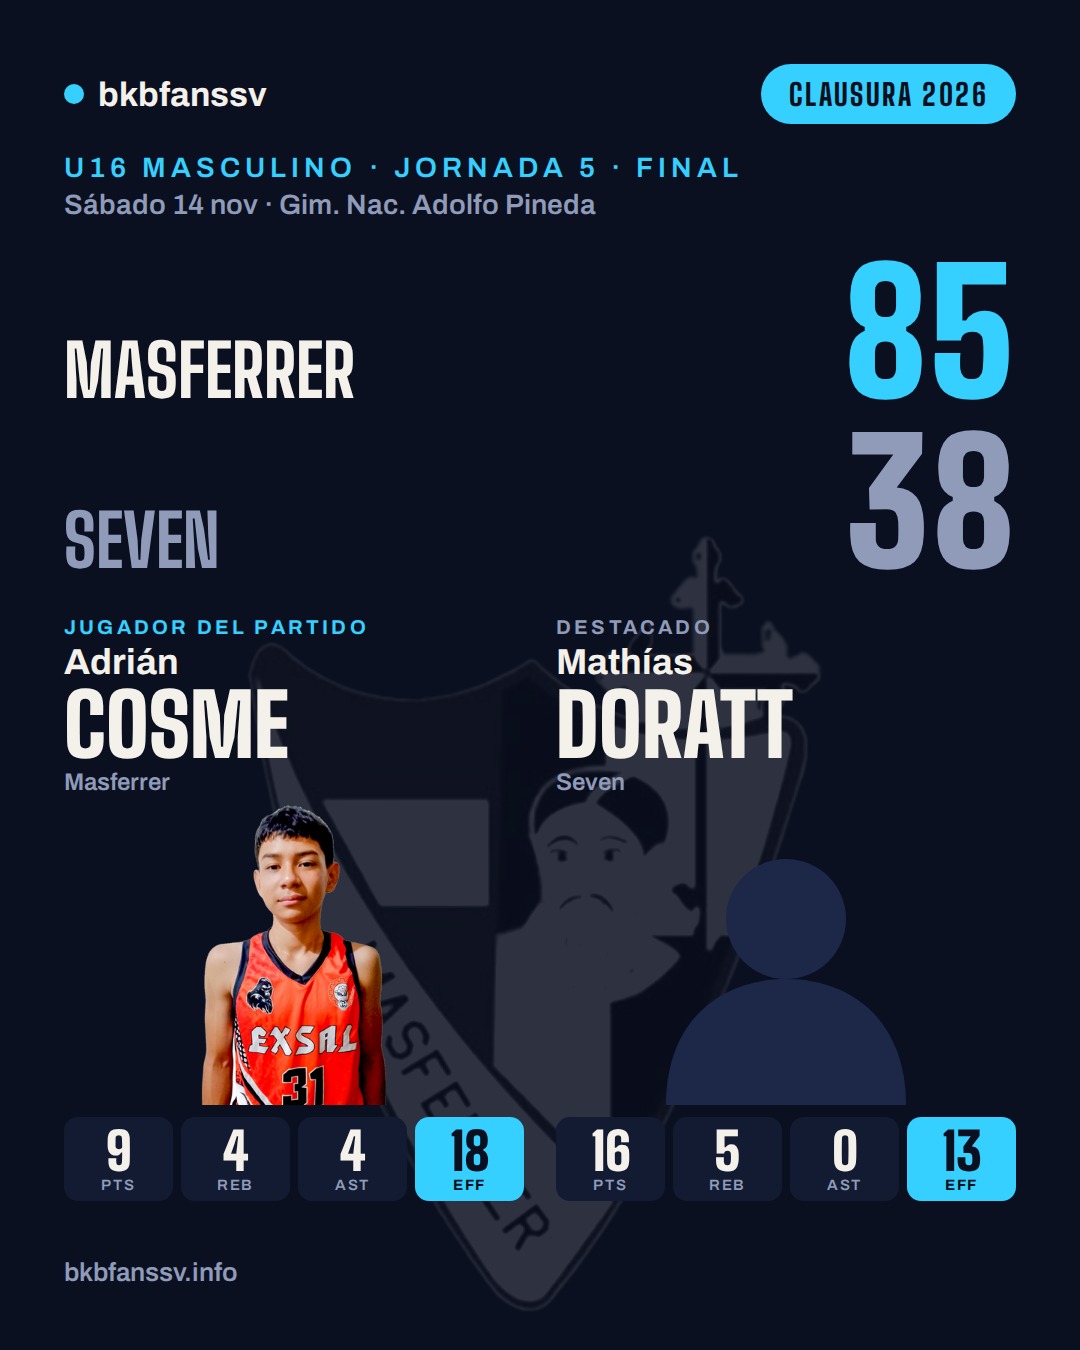 bkbfanssv
CLAUSURA 2026
U16 MASCULINO · JORNADA 5 · FINAL
Sábado 14 nov · Gim. Nac. Adolfo Pineda
MASFERRER
85
SEVEN
38
JUGADOR DEL PARTIDO
Adrián
COSME
Masferrer
DESTACADO
Mathías
DORATT
Seven
EXSAL
31
MASFERRER
9
PTS
4
REB
4
AST
18
EFF
16
PTS
5
REB
0
AST
13
EFF
bkbfanssv.info